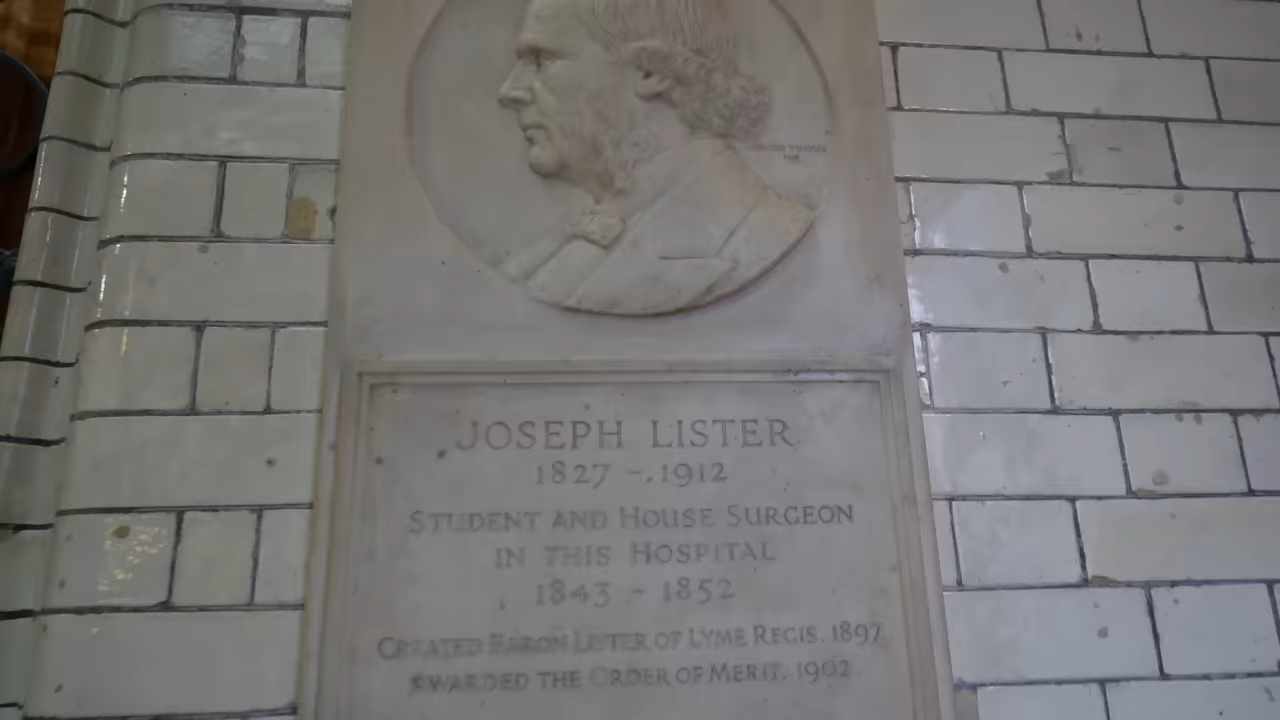 JOSEPH LISTER
1827 - 1912
STUDENT AND HOUSE SURGEON
IN THIS HOSPITAL
1843 - 1852
CREATED BARON LISTER OF LYME REGIS. 1897
AWARDED THE ORDER OF MERIT. 1902